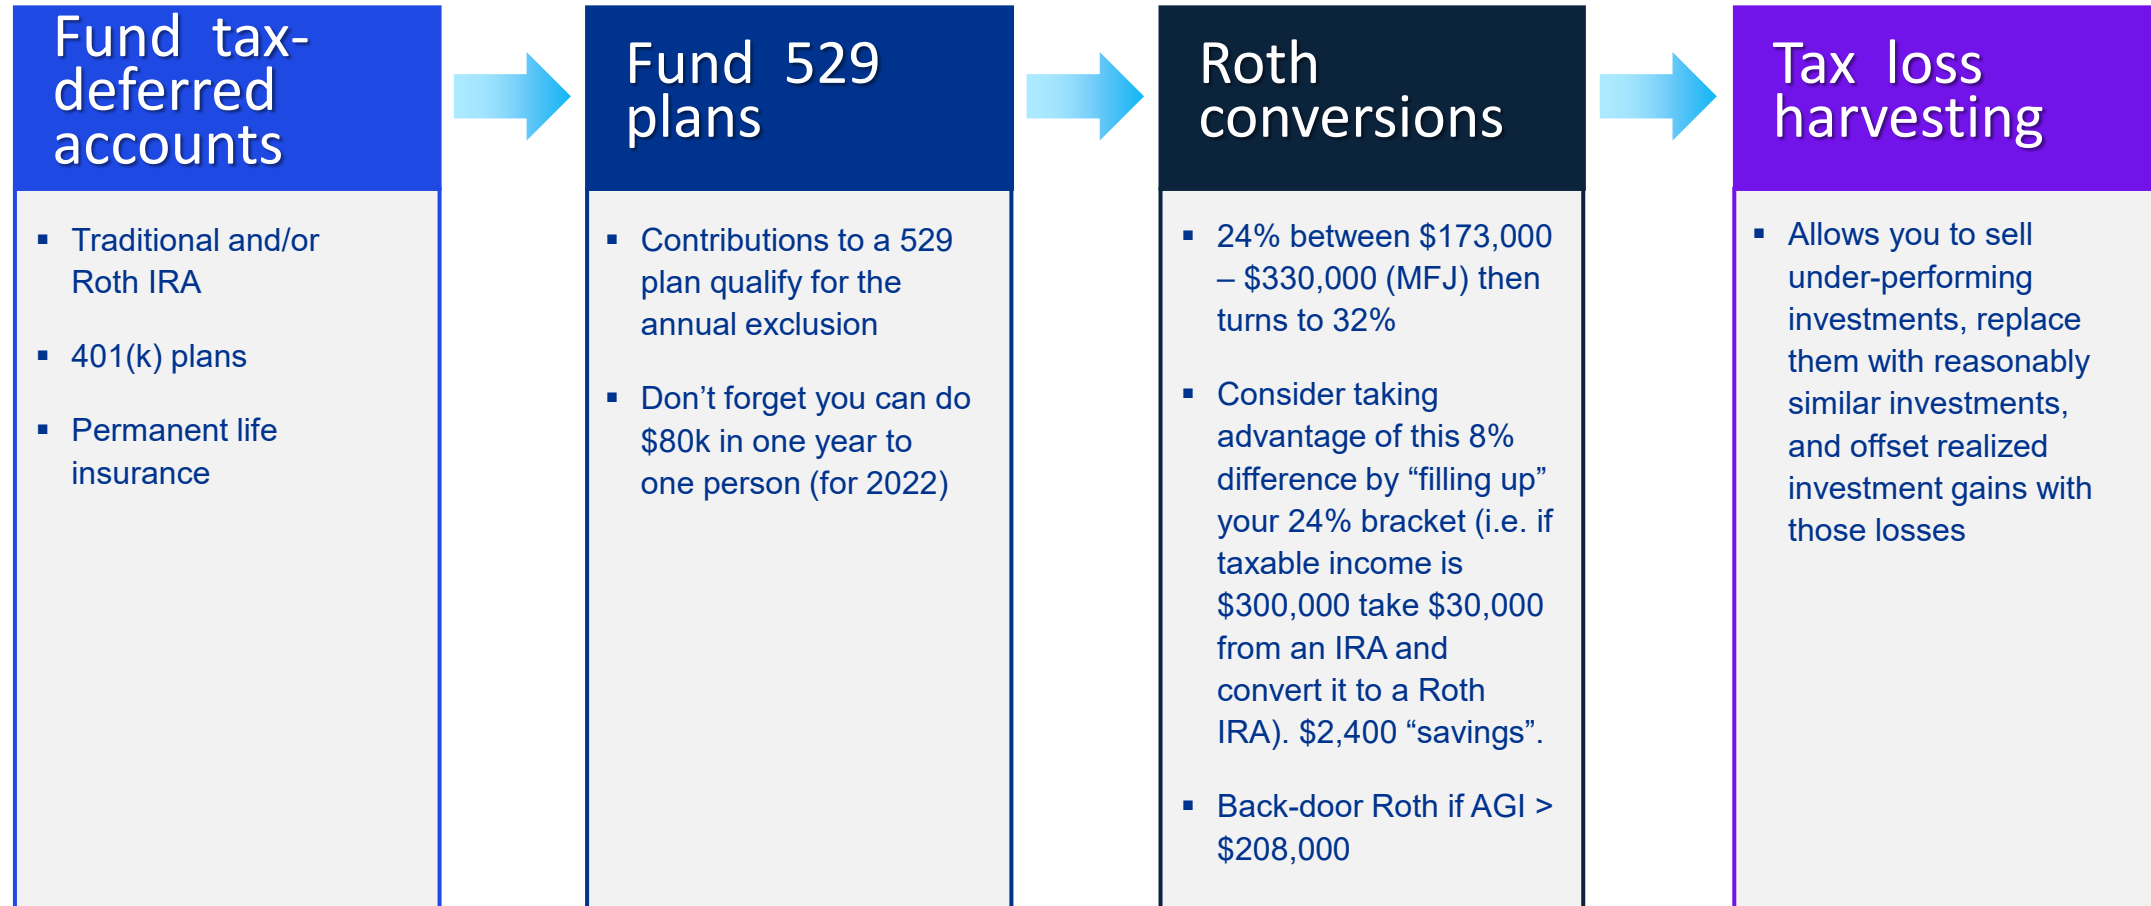 Fund tax-
deferred
accounts
▪ Traditional and/or
Roth IRA
▪ 401(k) plans
▪ Permanent life
insurance
Fund 529
plans
▪ Contributions to a 529
plan qualify for the
annual exclusion
▪ Don’t forget you can do
$80k in one year to
one person (for 2022)
Roth
conversions
▪ 24% between $173,000
– $330,000 (MFJ) then
turns to 32%
▪ Consider taking
advantage of this 8%
difference by “filling up”
your 24% bracket (i.e. if
taxable income is
$300,000 take $30,000
from an IRA and
convert it to a Roth
IRA). $2,400 “savings”.
▪ Back-door Roth if AGI >
$208,000
Tax loss
harvesting
▪ Allows you to sell
under-performing
investments, replace
them with reasonably
similar investments,
and offset realized
investment gains with
those losses